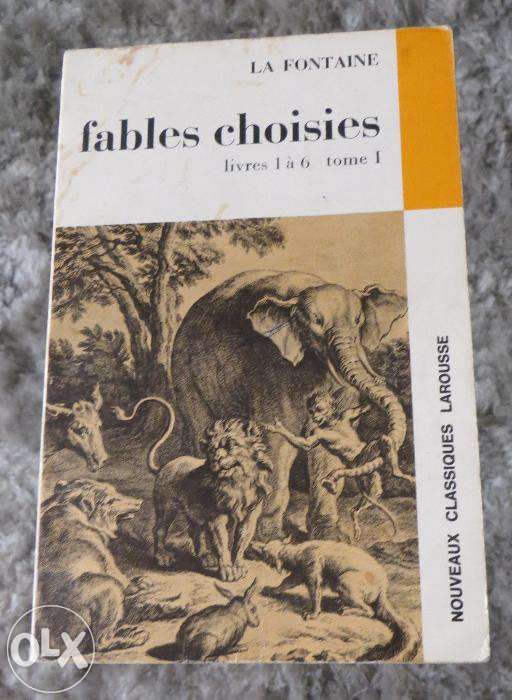 LA FONTAINE
fables choisies
livres 1 à 6 tome 1
NOUVEAUX CLASSIQUES LAROUSSE
OLX